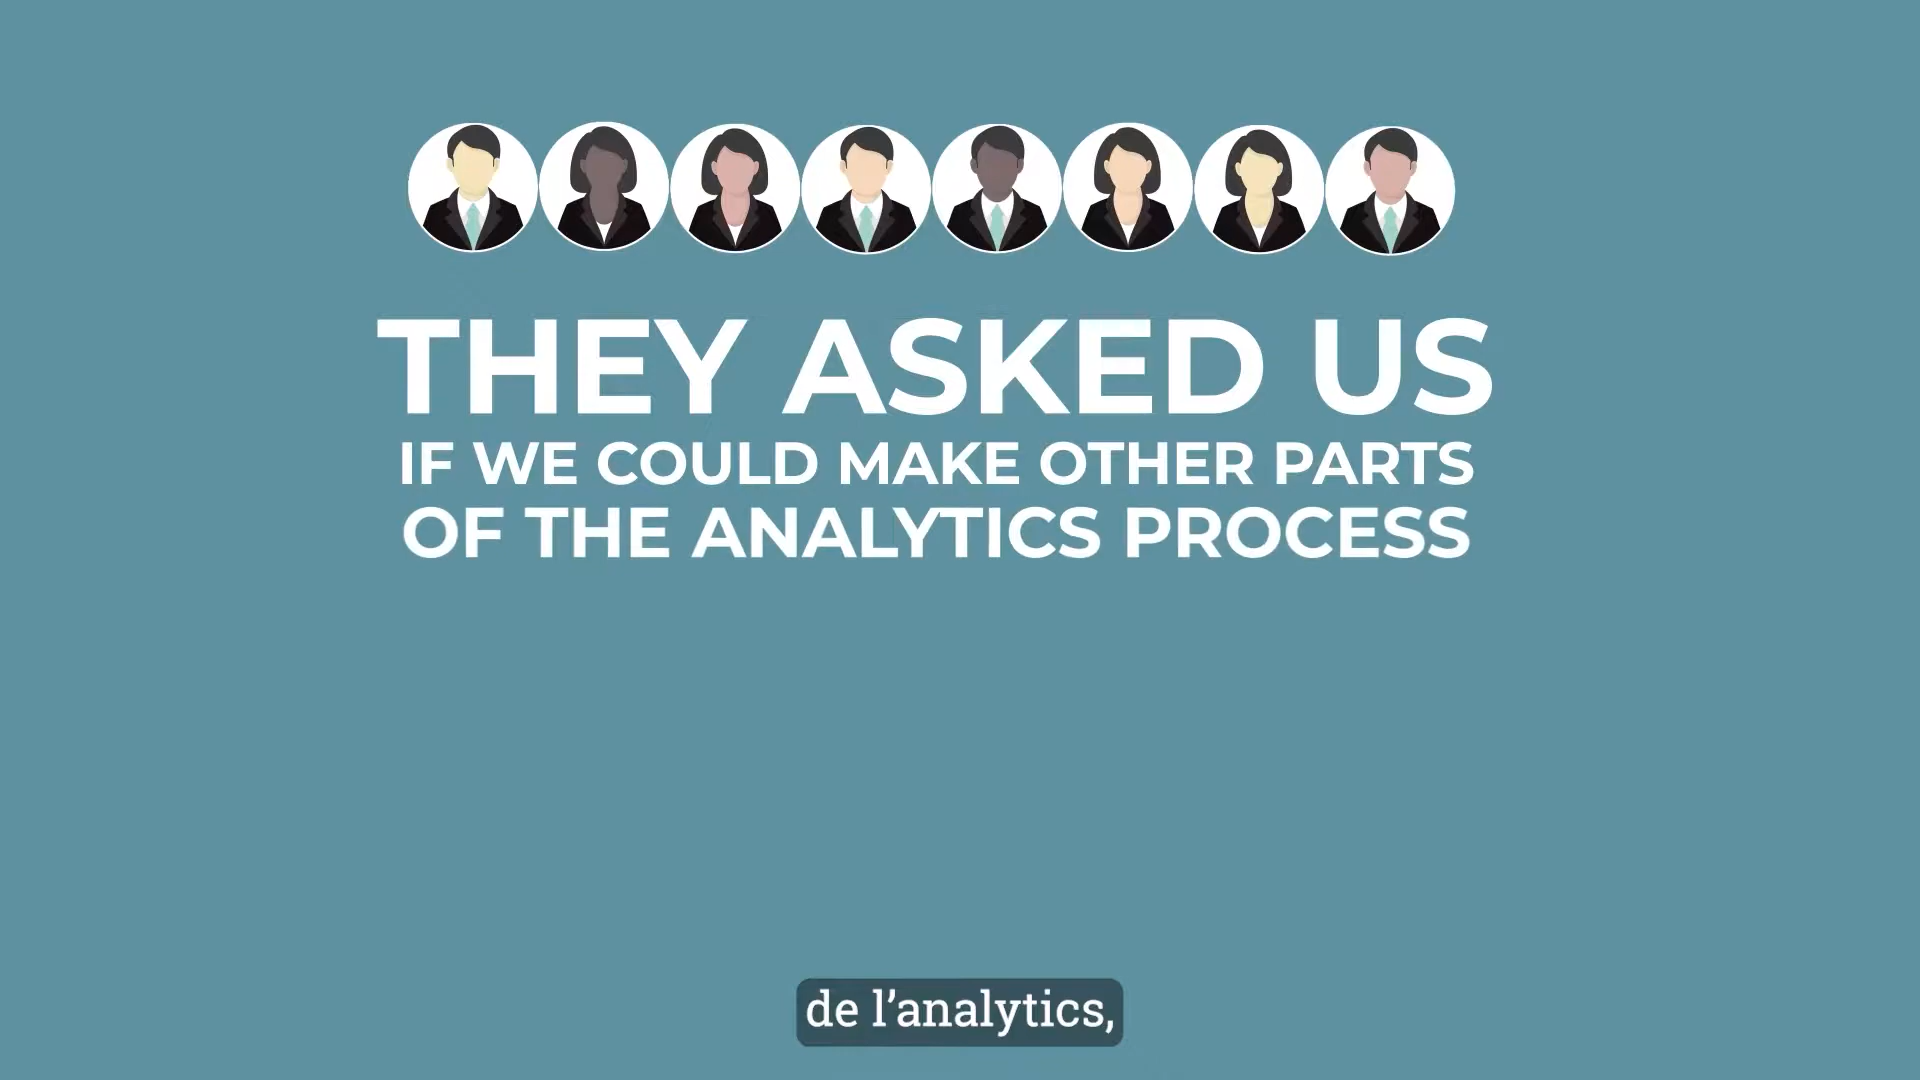 THEY ASKED US
IF WE COULD MAKE OTHER PARTS
OF THE ANALYTICS PROCESS
de l’analytics,